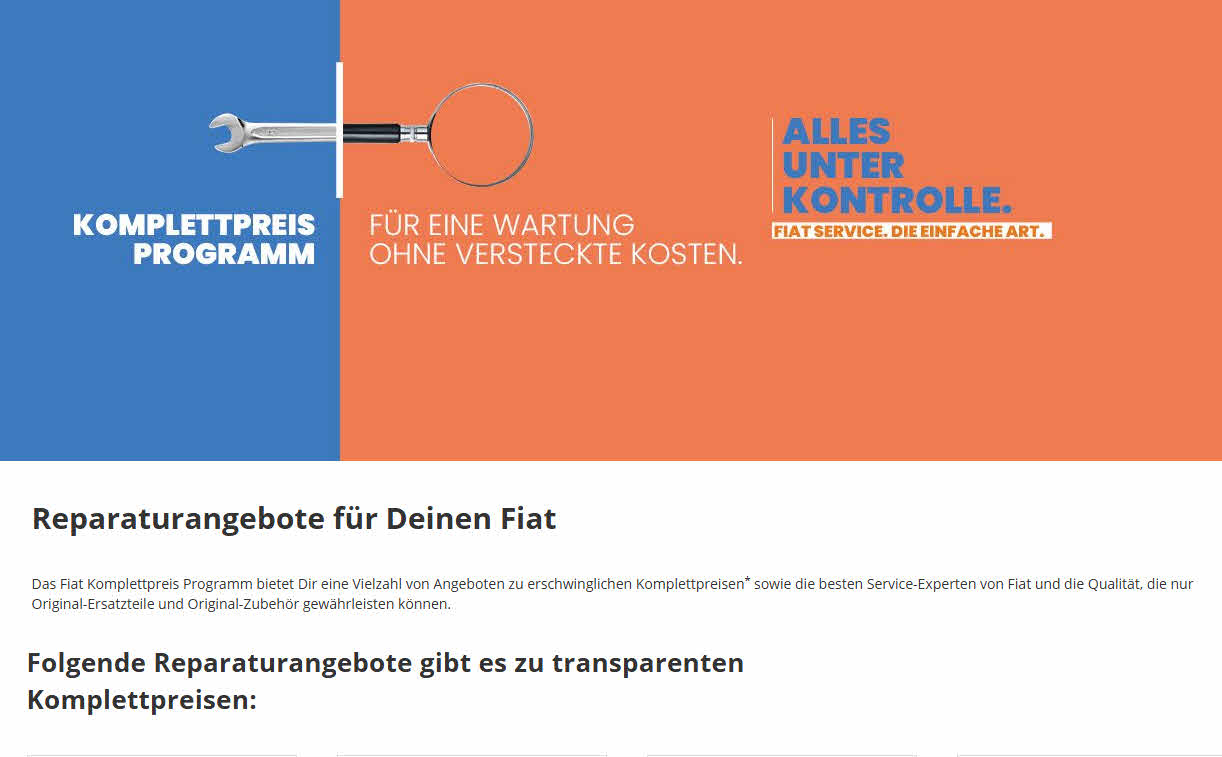 KOMPLETTPREIS
PROGRAMM
FÜR EINE WARTUNG
OHNE VERSTECKTE KOSTEN.
ALLES
UNTER
KONTROLLE.
FIAT SERVICE. DIE EINFACHE ART.
Reparaturangebote für Deinen Fiat
Das Fiat Komplettpreis Programm bietet Dir eine Vielzahl von Angeboten zu erschwinglichen Komplettpreisen* sowie die besten Service-Experten von Fiat und die Qualität, die nur
Original-Ersatzteile und Original-Zubehör gewährleisten können.
Folgende Reparaturangebote gibt es zu transparenten
Komplettpreisen: